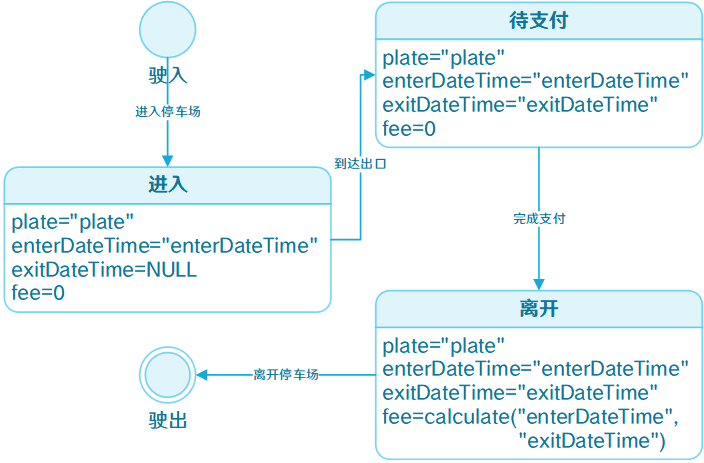 驶入
进入停车场
进入
plate="plate"
enterDateTime="enterDateTime"
exitDateTime=NULL
fee=0
到达出口
待支付
plate="plate"
enterDateTime="enterDateTime"
exitDateTime="exitDateTime"
fee=0
完成支付
离开
plate="plate"
enterDateTime="enterDateTime"
exitDateTime="exitDateTime"
fee=calculate("enterDateTime",
"exitDateTime")
离开停车场
驶出